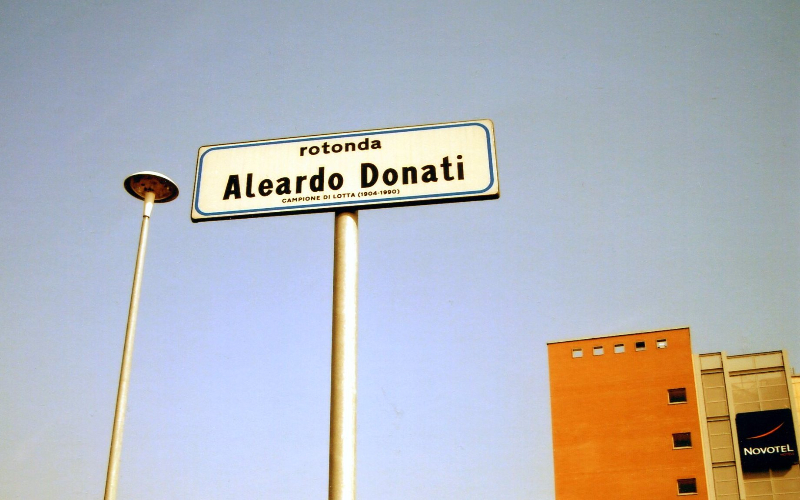 rotonda
Aleardo Donati
CAMPIONE DI LOTTA (1904-1990)
NOVOTEL